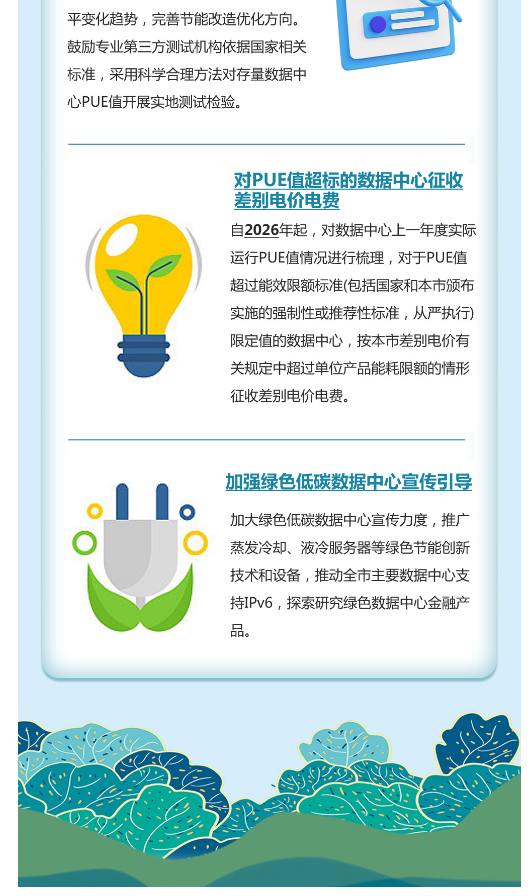 平变化趋势，完善节能改造优化方向。
鼓励专业第三方测试机构依据国家相关
标准，采用科学合理方法对存量数据中
心PUE值开展实地测试检验。
对PUE值超标的数据中心征收
差别电价电费
自2026年起，对数据中心上一年度实际
运行PUE值情况进行梳理，对于PUE值
超过能效限额标准(包括国家和本市颁布
实施的强制性或推荐性标准，从严执行)
限定值的数据中心，按本市差别电价有
关规定中超过单位产品能耗限额的情形
征收差别电价电费。
加强绿色低碳数据中心宣传引导
加大绿色低碳数据中心宣传力度，推广
蒸发冷却、液冷服务器等绿色节能创新
技术和设备，推动全市主要数据中心支
持IPv6，探索研究绿色数据中心金融产
品。